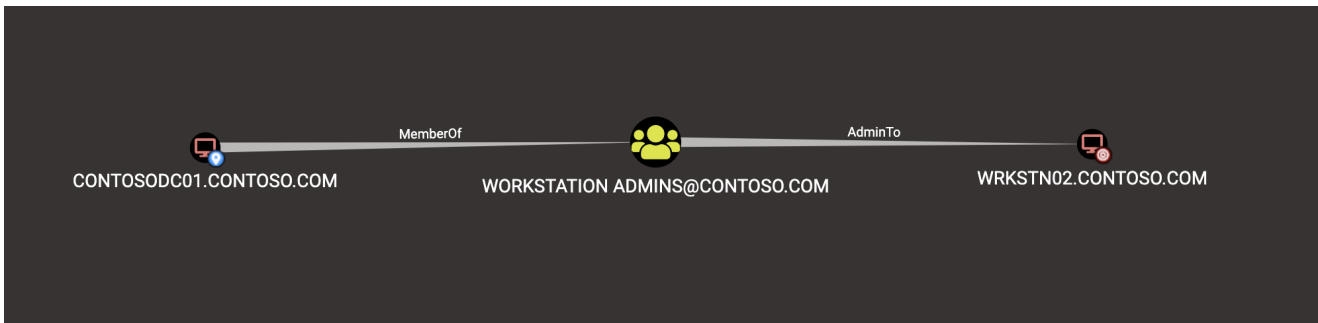 MemberOf
AdminTo
CONTOSODC01.CONTOSO.COM
WORKSTATION ADMINS@CONTOSO.COM
WRKSTN02.CONTOSO.COM